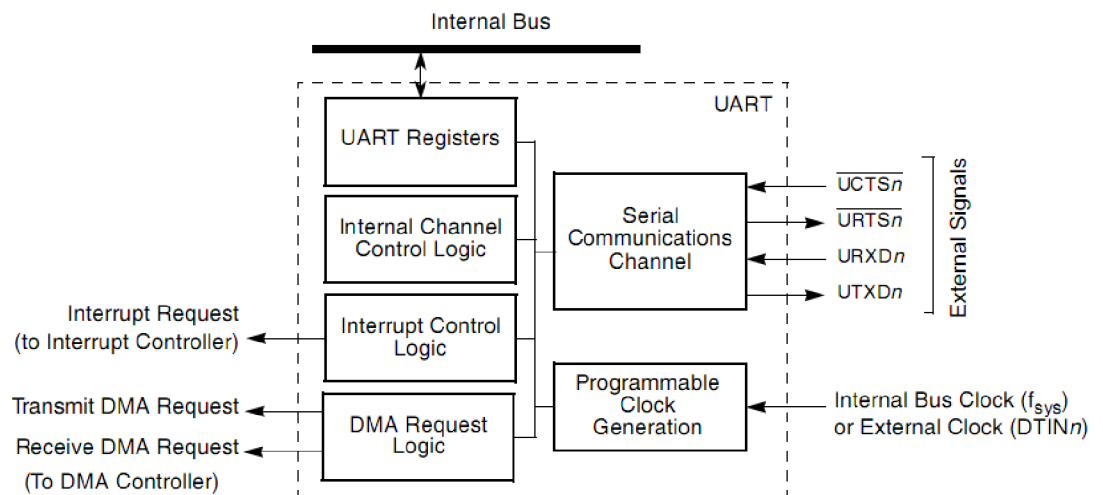 Internal Bus
UART
UART Registers
Internal Channel
Control Logic
Interrupt Control
Logic
DMA Request
Logic
Serial
Communications
Channel
Programmable
Clock
Generation
UCTSn
URTSn
URXDn
UTXDn
External Signals
Internal Bus Clock (fsys)
or External Clock (DTINn)
Interrupt Request
(to Interrupt Controller)
Transmit DMA Request
Receive DMA Request
(To DMA Controller)